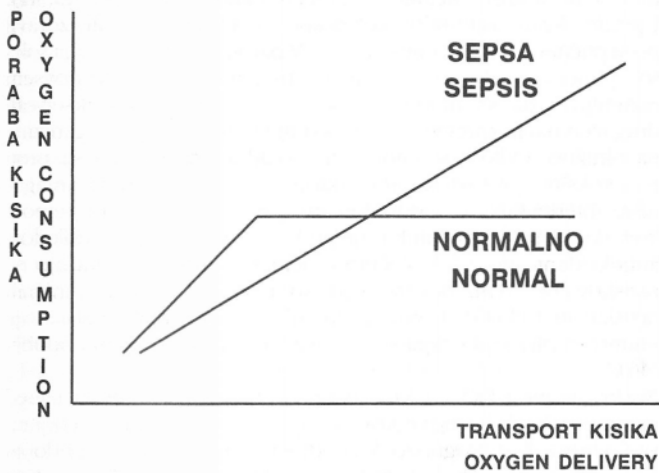 PORABA KISIKA
OXYGEN CONSUMPTION
SEPSA
SEPSIS
NORMALNO
NORMAL
TRANSPORT KISIKA
OXYGEN DELIVERY